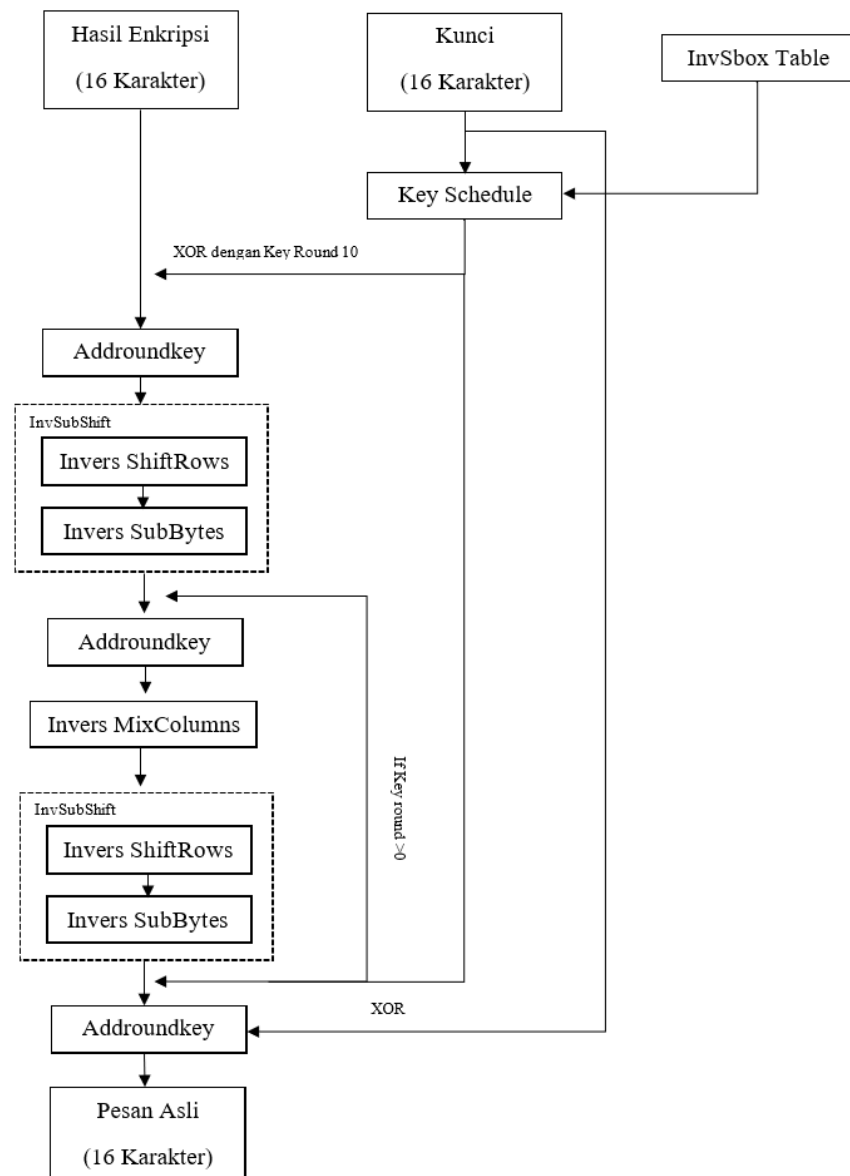 Hasil Enkripsi
(16 Karakter)
Kunci
(16 Karakter)
InvSbox Table
Key Schedule
XOR dengan Key Round 10
Addroundkey
InvSubShift
Invers ShiftRows
Invers SubBytes
Addroundkey
Invers MixColumns
If Key round >0
InvSubShift
Invers ShiftRows
Invers SubBytes
XOR
Addroundkey
Pesan Asli
(16 Karakter)